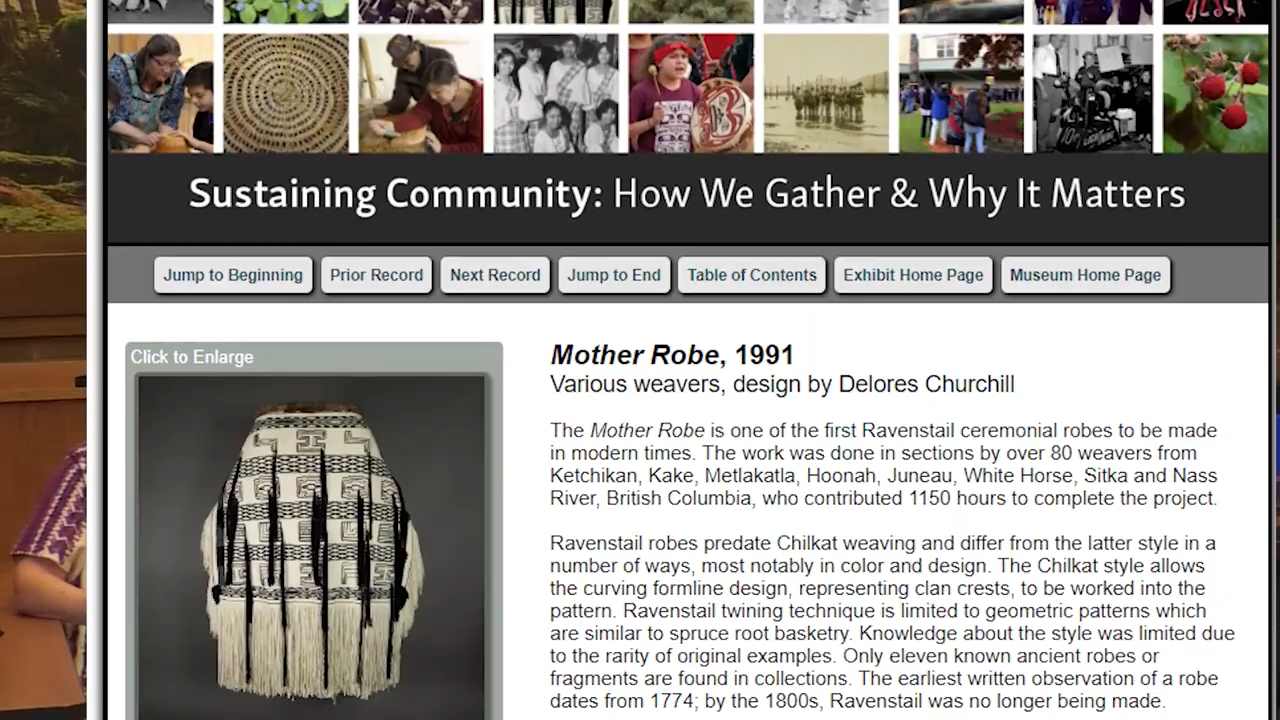 Sustaining Community: How We Gather & Why It Matters
Jump to Beginning Prior Record Next Record Jump to End Table of Contents Exhibit Home Page Museum Home Page
Click to Enlarge
Mother Robe, 1991
Various weavers, design by Delores Churchill
The Mother Robe is one of the first Ravenstail ceremonial robes to be made
in modern times. The work was done in sections by over 80 weavers from
Ketchikan, Kake, Metlakatla, Hoonah, Juneau, White Horse, Sitka and Nass
River, British Columbia, who contributed 1150 hours to complete the project.
Ravenstail robes predate Chilkat weaving and differ from the latter style in a
number of ways, most notably in color and design. The Chilkat style allows
the curving formline design, representing clan crests, to be worked into the
pattern. Ravenstail twining technique is limited to geometric patterns which
are similar to spruce root basketry. Knowledge about the style was limited due
to the rarity of original examples. Only eleven known ancient robes or
fragments are found in collections. The earliest written observation of a robe
dates from 1774; by the 1800s, Ravenstail was no longer being made.